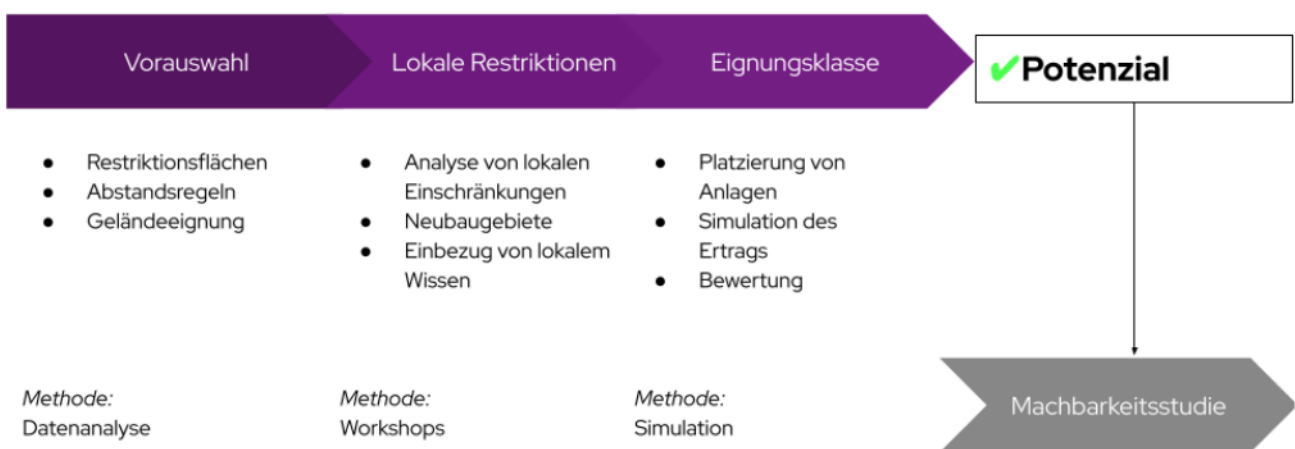 Vorauswahl
Lokale Restriktionen
Eignungsklasse
✔Potenzial
● Restriktionsflächen
● Abstandsregeln
● Geländeeignung
● Analyse von lokalen
Einschränkungen
● Neubaugebiete
● Einbezug von lokalem
Wissen
● Platzierung von
Anlagen
● Simulation des
Ertrags
● Bewertung
Methode:
Datenanalyse
Methode:
Workshops
Methode:
Simulation
Machbarkeitsstudie